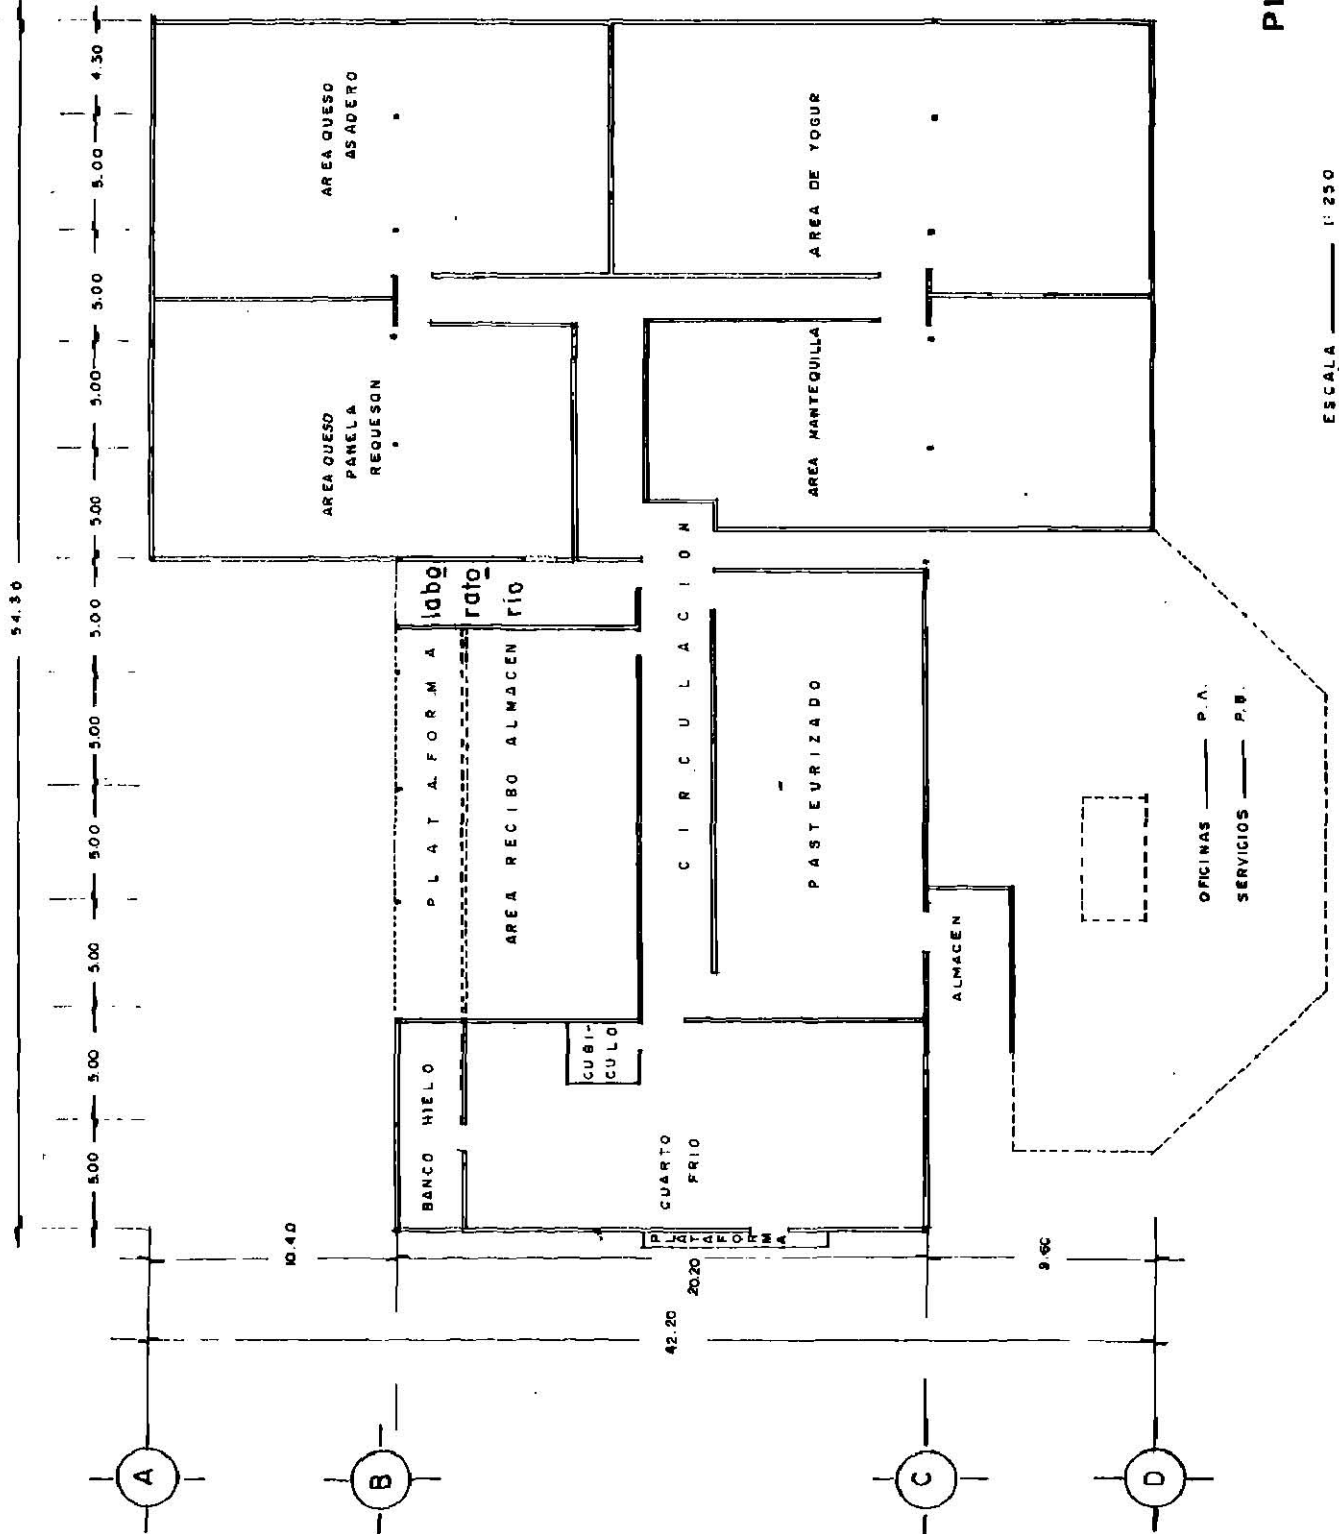 54.30
5.00
5.00
5.00
5.00
5.00
5.00
5.00
5.00
5.00
5.00
4.30
AREA QUESO
ASADERO
AREA QUESO
PANELA
REQUESON
AREA DE YOGUR
AREA MANTEQUILLA
labo
rato
rio
PLATAFORMA
AREA RECIBO ALMACEN
CIRCULACION
PASTEURIZADO
ALMACEN
BANCO HIELO
CUBI-
CULO
CUARTO
FRIO
PLATAFORMA
OFICINAS — P.A.
SERVICIOS — P.B.
10.40
20.20
9.60
42.20
A
B
C
D
ESCALA — 1:250